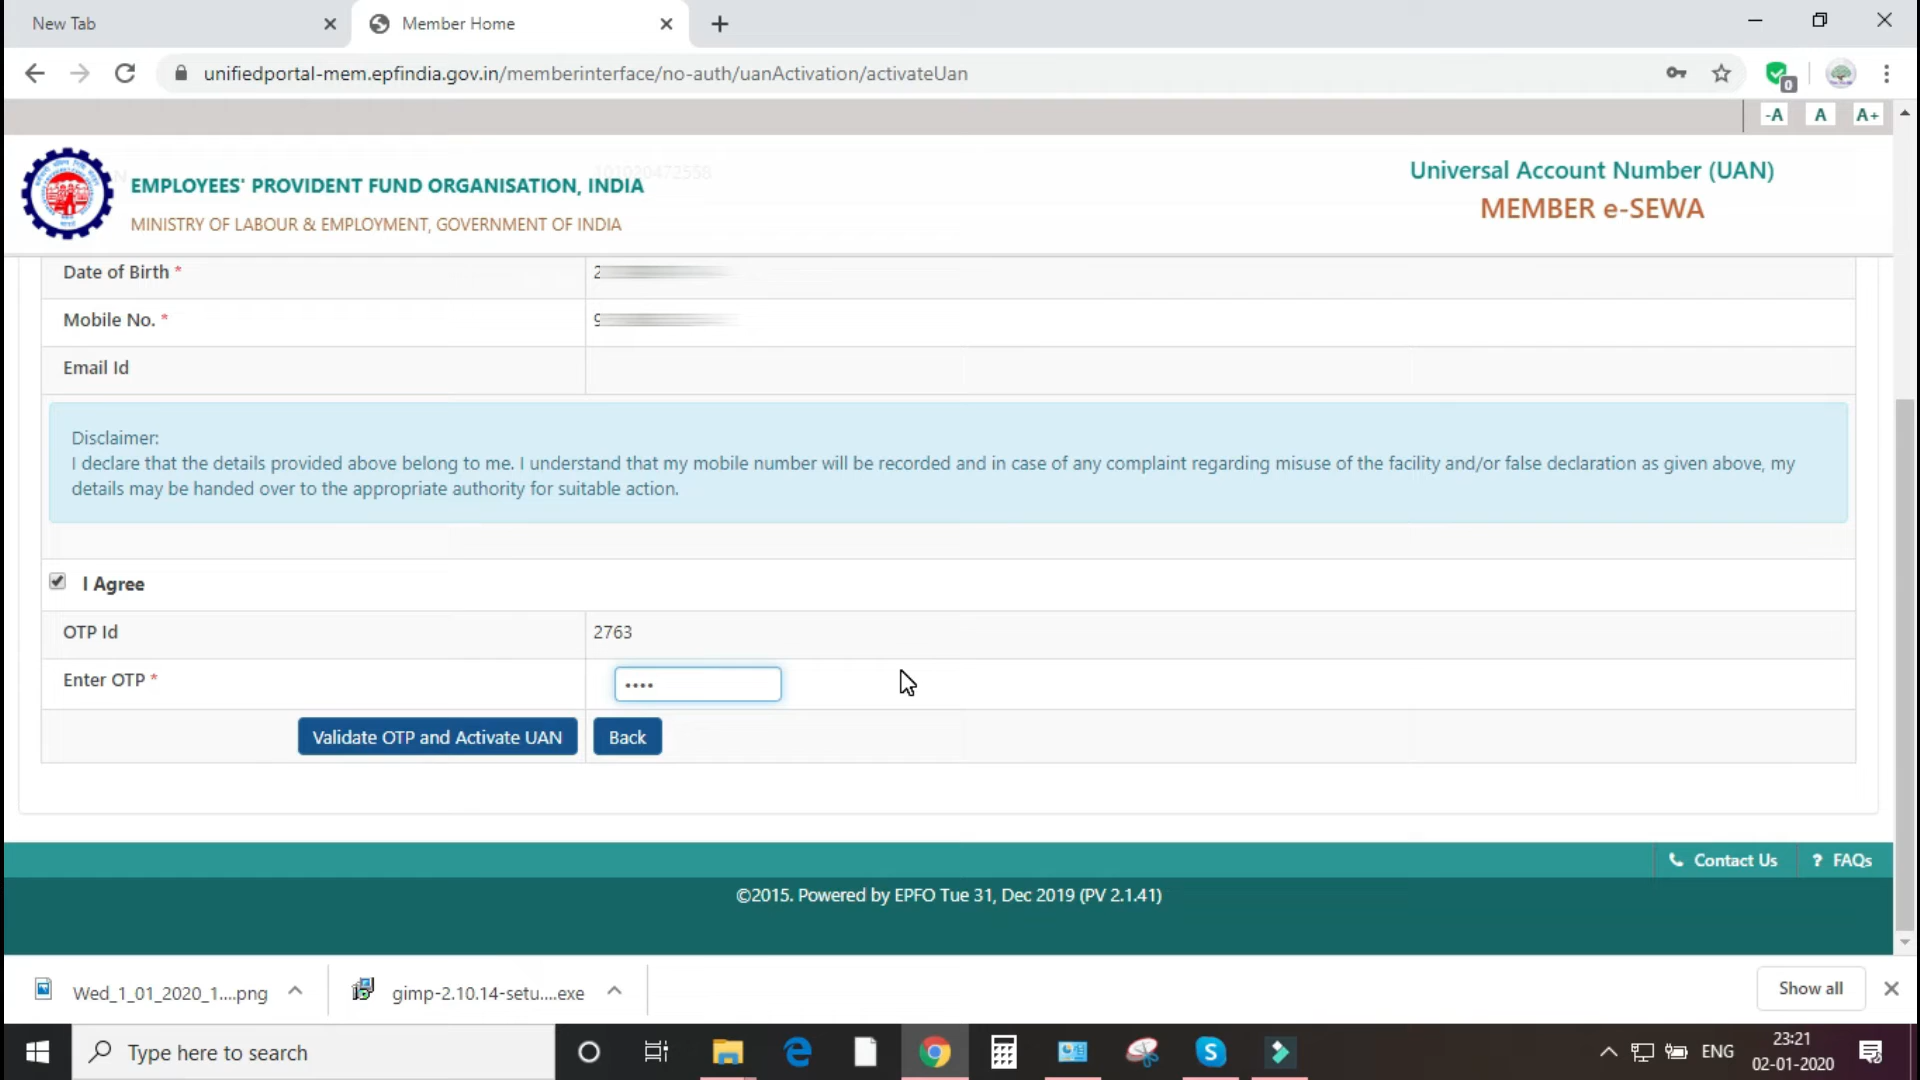 New Tab
Member Home
unifiedportal-mem.epfindia.gov.in/memberinterface/no-auth/uanActivation/activateUan
0
-A A A+
EMPLOYEES' PROVIDENT FUND ORGANISATION, INDIA
MINISTRY OF LABOUR & EMPLOYMENT, GOVERNMENT OF INDIA
Universal Account Number (UAN)
MEMBER e-SEWA
Date of Birth * 2
Mobile No. * 9
Email Id
Disclaimer:
I declare that the details provided above belong to me. I understand that my mobile number will be recorded and in case of any complaint regarding misuse of the facility and/or false declaration as given above, my
details may be handed over to the appropriate authority for suitable action.
I Agree
OTP Id 2763
Enter OTP * ••••
Validate OTP and Activate UAN Back
Contact Us ? FAQs
©2015. Powered by EPFO Tue 31, Dec 2019 (PV 2.1.41)
Wed_1_01_2020_1....png
gimp-2.10.14-setu....exe
Show all
Type here to search
ENG
23:21
02-01-2020